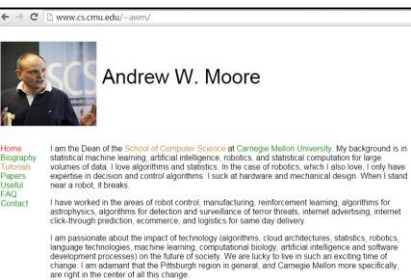 www.cs.cmu.edu/~awm/
SCS
Andrew W. Moore
Home
Biography
Tutorials
Papers
Useful
FAQ
Contact
I am the Dean of the School of Computer Science at Carnegie Mellon University. My background is in
statistical machine learning, artificial intelligence, robotics, and statistical computation for large
volumes of data. I love algorithms and statistics. In the case of robotics, which I also love, I only have
expertise in decision and control algorithms. I suck at hardware and mechanical design. When I stand
near a robot, it breaks.
I have worked in the areas of robot control, manufacturing, reinforcement learning, algorithms for
astrophysics, algorithms for detection and surveillance of terror threats, internet advertising, internet
click-through prediction, ecommerce, and logistics for same day delivery.
I am passionate about the impact of technology (algorithms, cloud architectures, statistics, robotics,
language technologies, machine learning, computational biology, artificial intelligence and software
development processes) on the future of society. We are lucky to live in such an exciting time of
change. I am adamant that the Pittsburgh region in general, and Carnegie Mellon more specifically,
are right in the center of all this change.